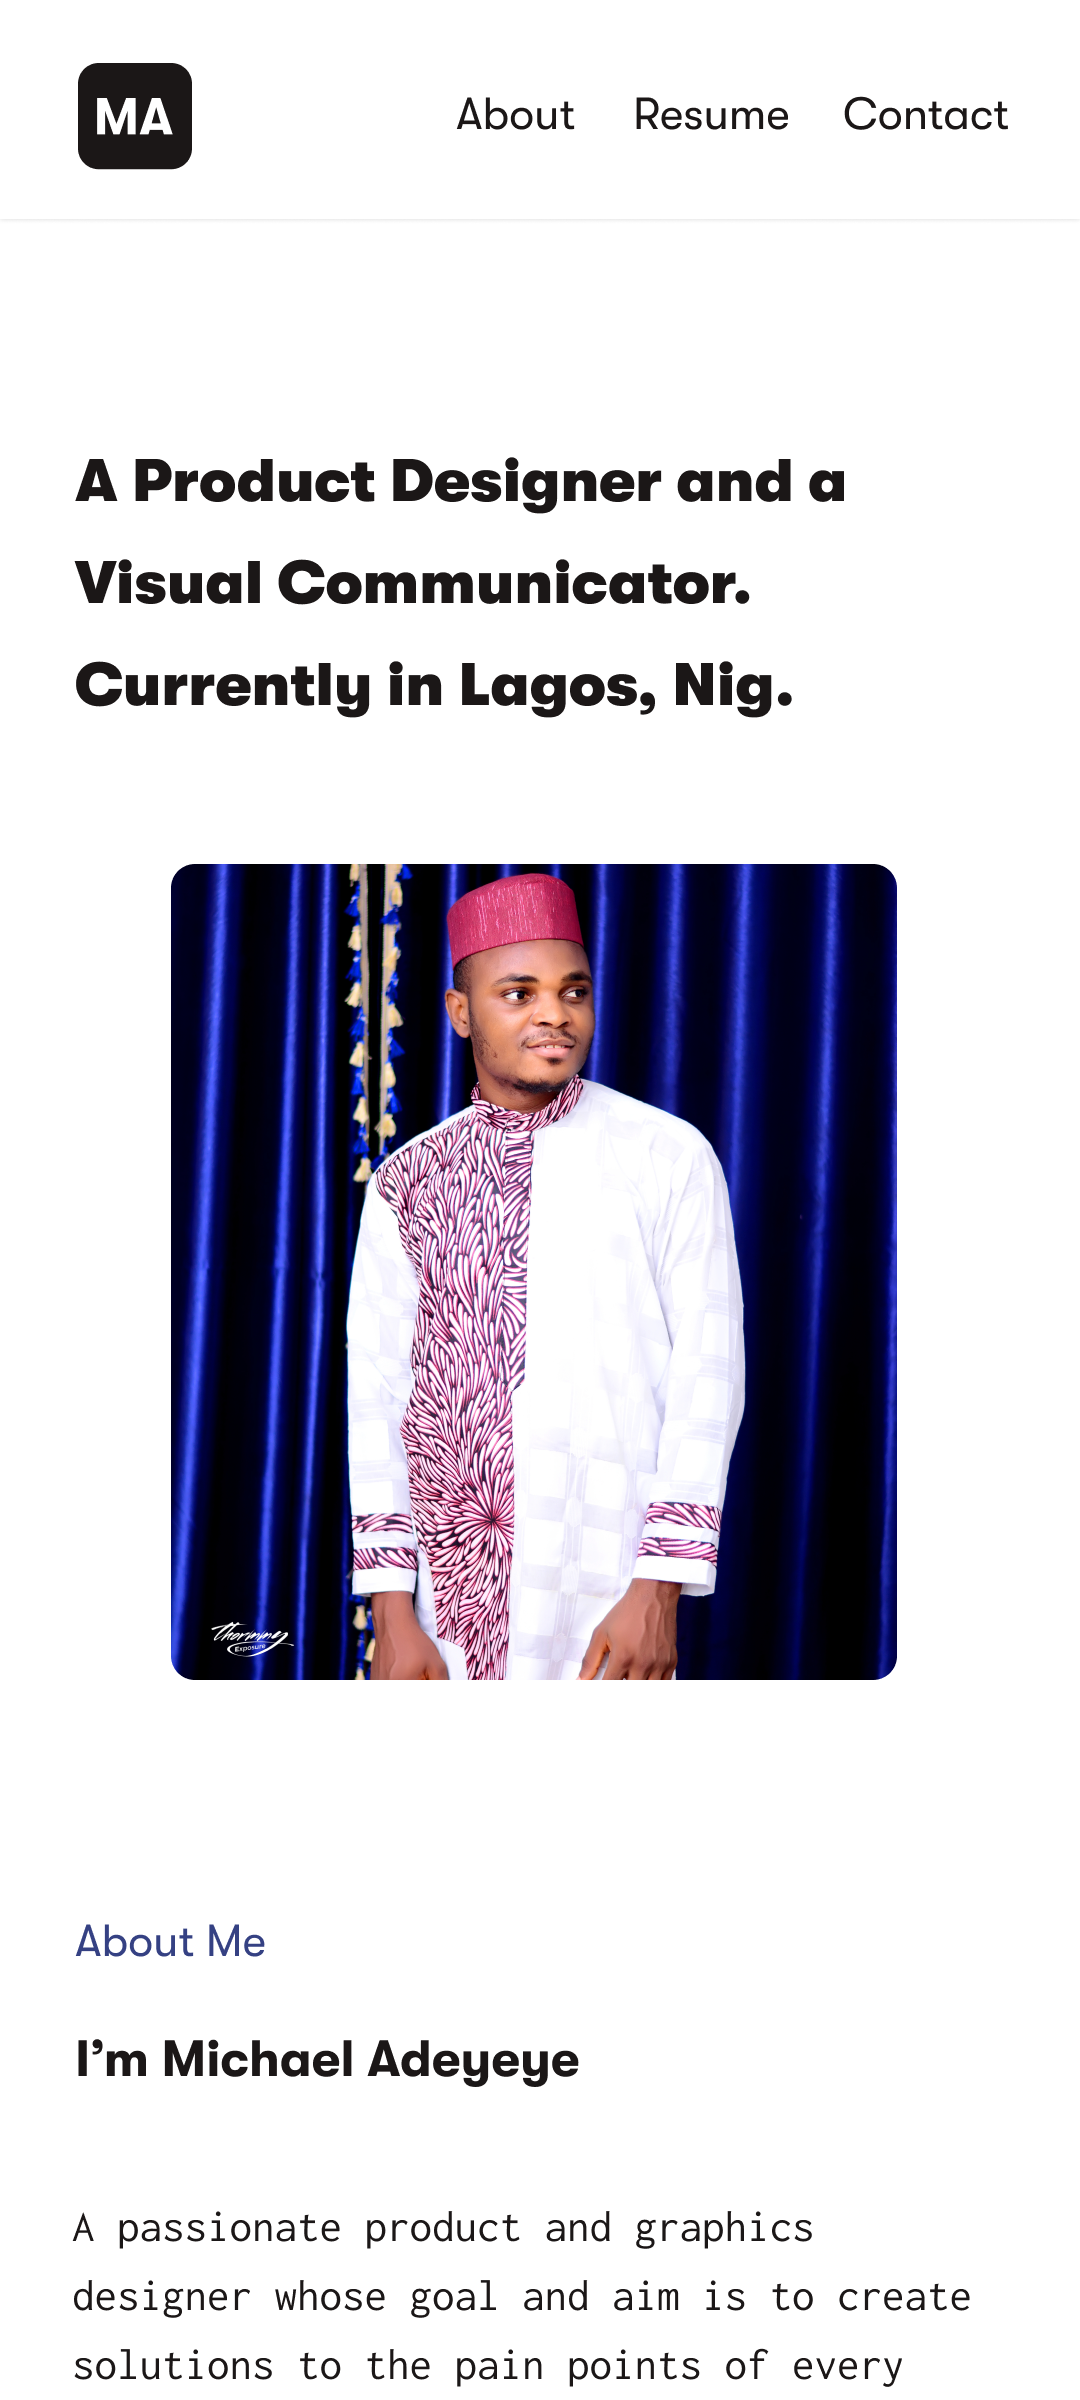 MA
About Resume Contact
A Product Designer and a
Visual Communicator.
Currently in Lagos, Nig.
Thormmy
Exposure
About Me
I’m Michael Adeyeye
A passionate product and graphics
designer whose goal and aim is to create
solutions to the pain points of every